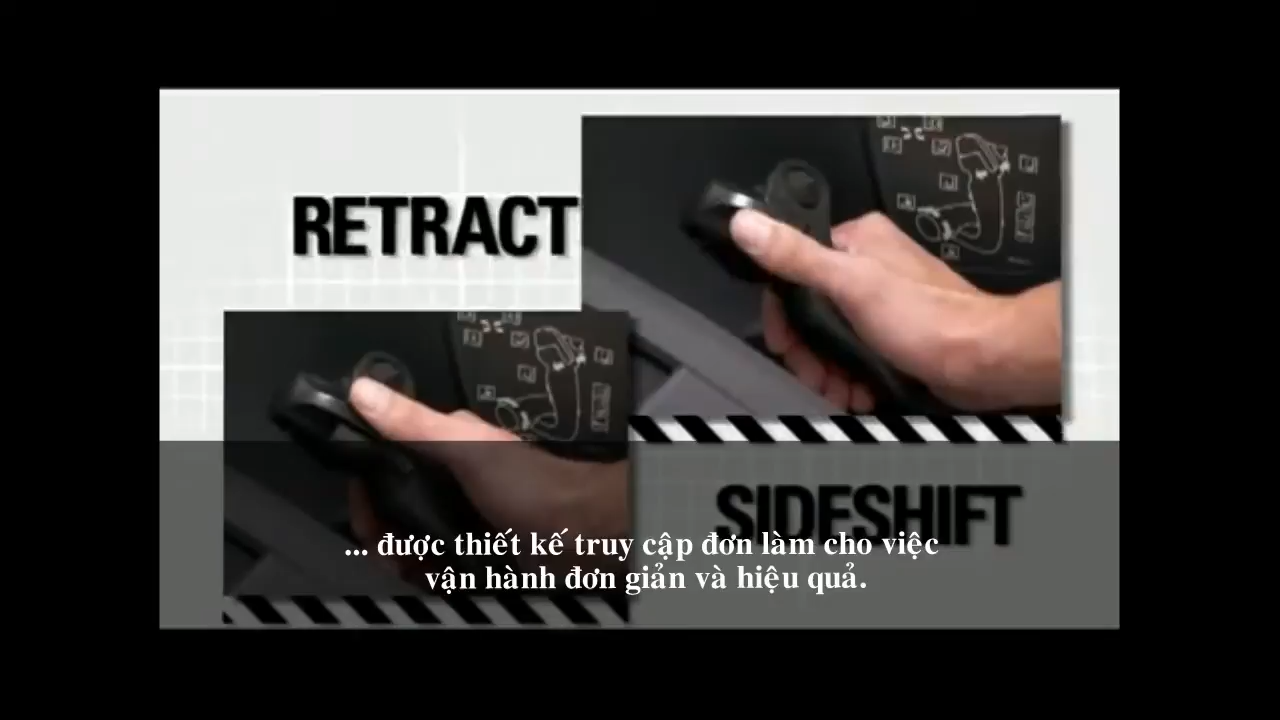 RETRACT
SIDESHIFT
... được thiết kế truy cập đơn làm cho việc
vận hành đơn giản và hiệu quả.